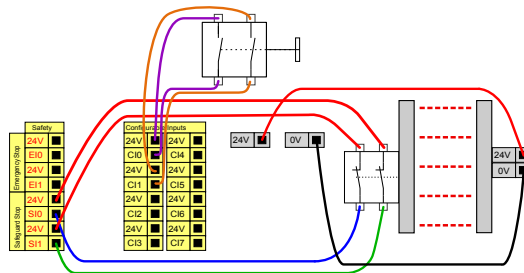 Safety
Emergency Stop
24V
EI0
24V
EI1
Safeguard Stop
24V
SI0
24V
SI1
Configurable Inputs
24V 24V
CI0 CI4
24V 24V
CI1 CI5
24V 24V
CI2 CI6
24V 24V
CI3 CI7
24V
0V
24V
0V